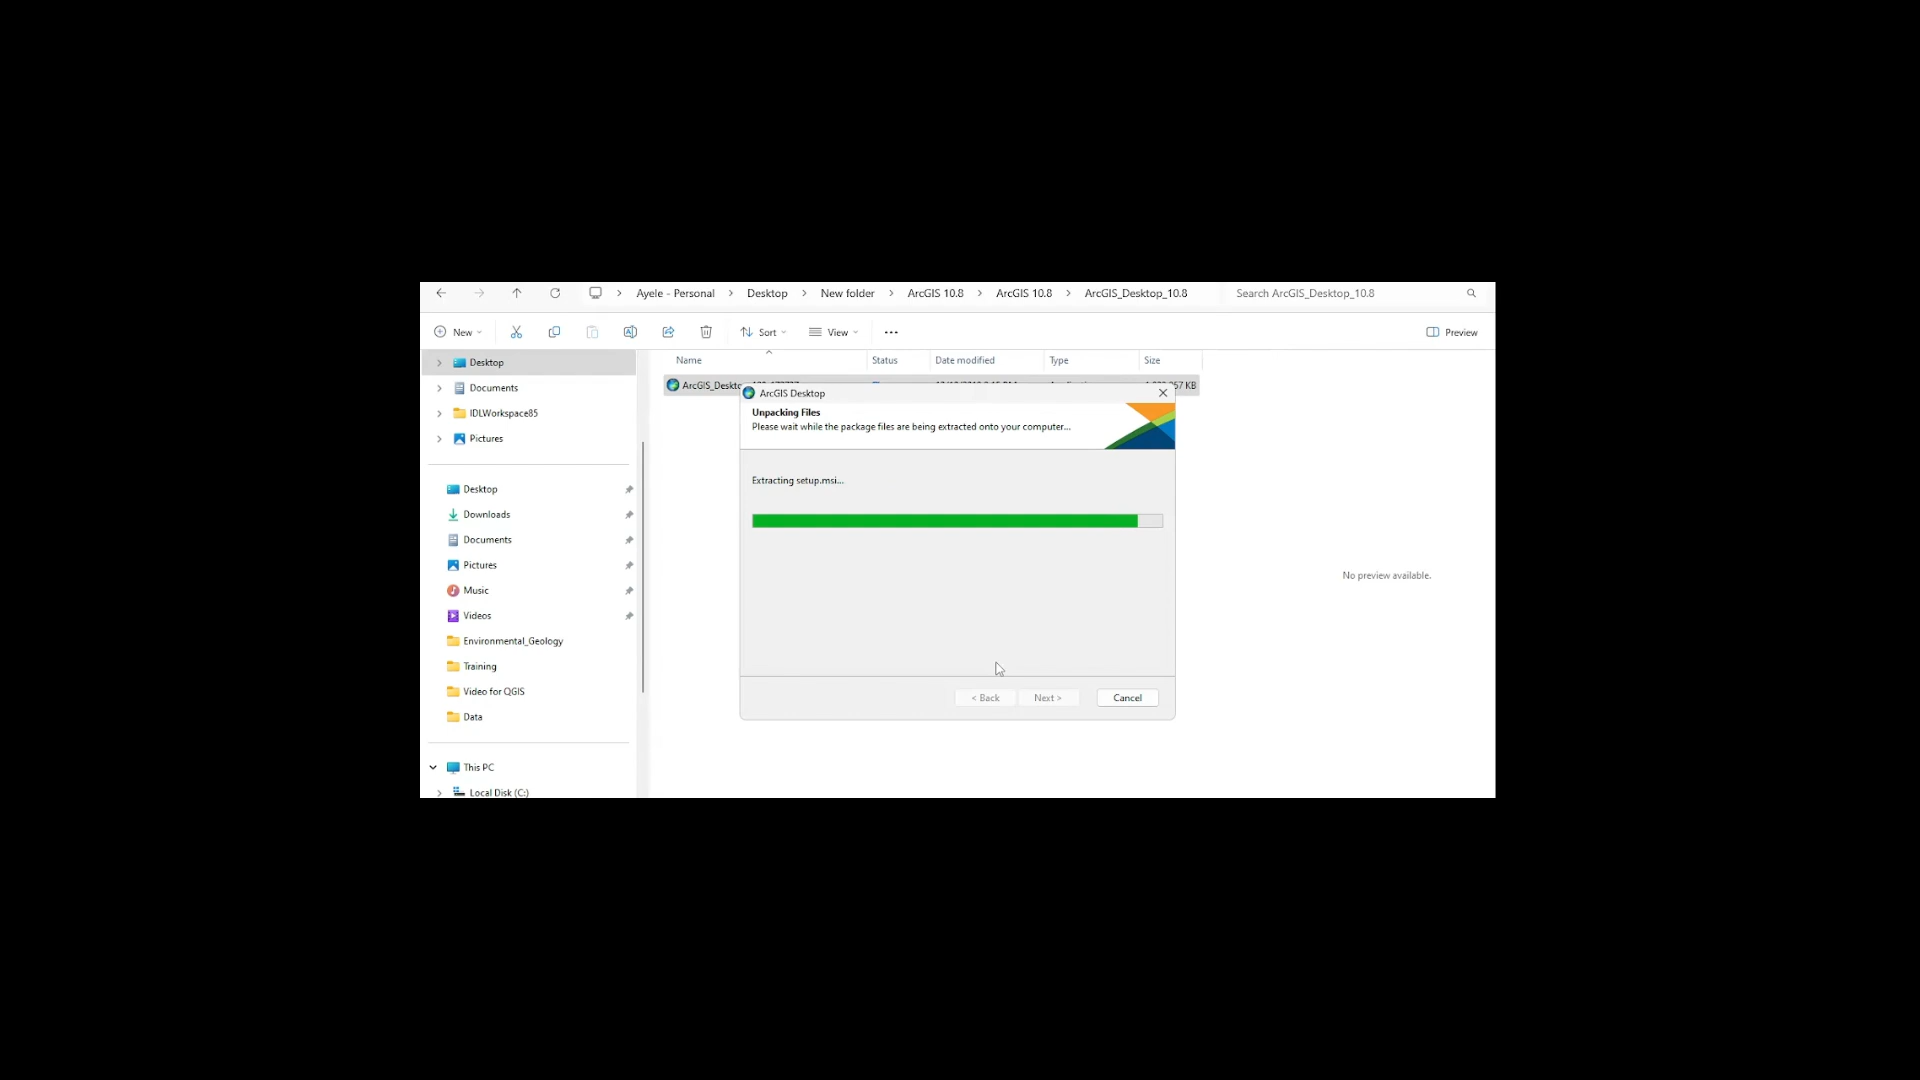 Ayele - Personal > Desktop > New folder > ArcGIS 10.8 > ArcGIS 10.8 > ArcGIS_Desktop_10.8
Search ArcGIS_Desktop_10.8
New
Sort
View
Preview
Desktop
Documents
IDLWorkspace85
Pictures
Desktop
Downloads
Documents
Pictures
Music
Videos
Environmental_Geology
Training
Video for QGIS
Data
This PC
Local Disk (C:)
Name Status Date modified Type Size
ArcGIS_Deskto KB
ArcGIS Desktop
Unpacking Files
Please wait while the package files are being extracted onto your computer...
Extracting setup.msi...
< Back Next > Cancel
No preview available.